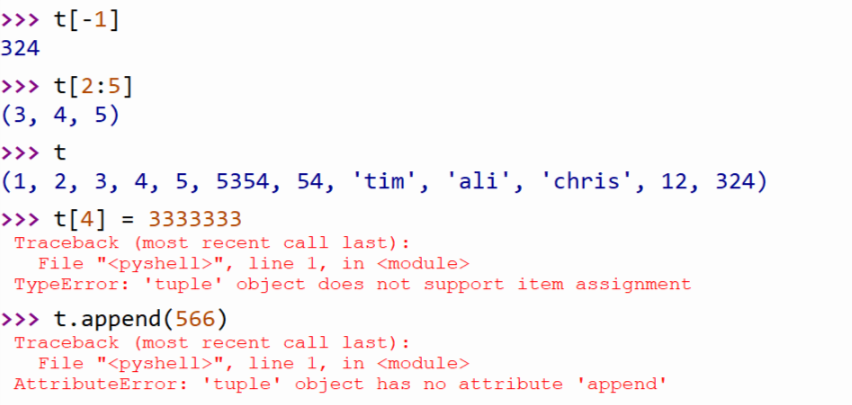 >>> t[-1]
324
>>> t[2:5]
(3, 4, 5)
>>> t
(1, 2, 3, 4, 5, 5354, 54, 'tim', 'ali', 'chris', 12, 324)
>>> t[4] = 3333333
Traceback (most recent call last):
  File "<pyshell>", line 1, in <module>
TypeError: 'tuple' object does not support item assignment
>>> t.append(566)
Traceback (most recent call last):
  File "<pyshell>", line 1, in <module>
AttributeError: 'tuple' object has no attribute 'append'